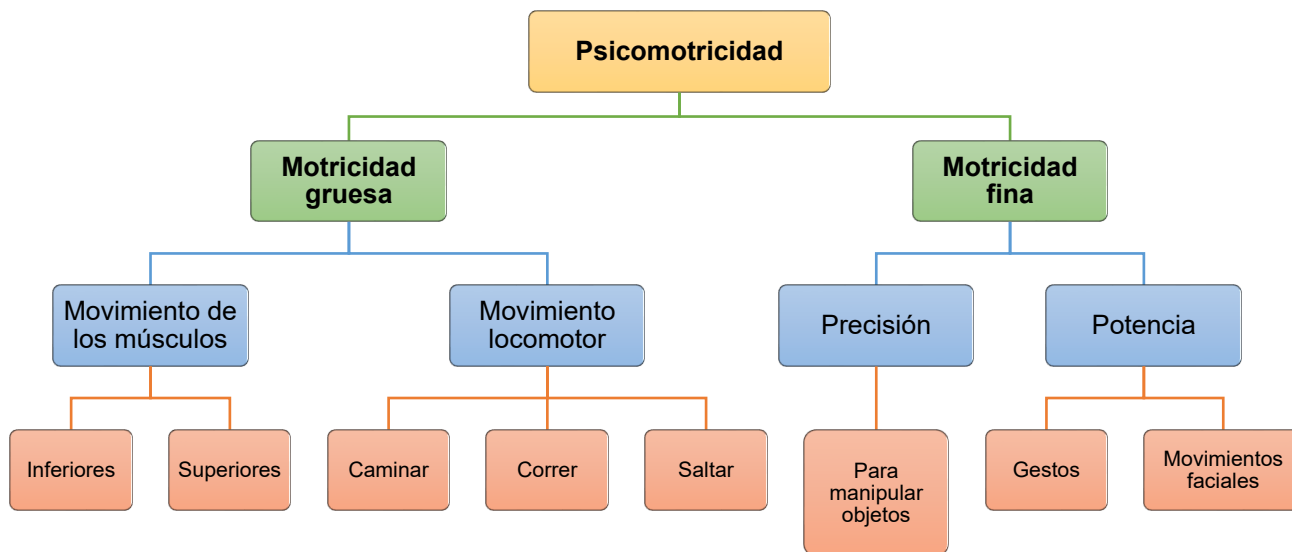 Psicomotricidad
Motricidad
gruesa
Motricidad
fina
Movimiento de
los músculos
Movimiento
locomotor
Precisión
Potencia
Inferiores
Superiores
Caminar
Correr
Saltar
Para
manipular
objetos
Gestos
Movimientos
faciales